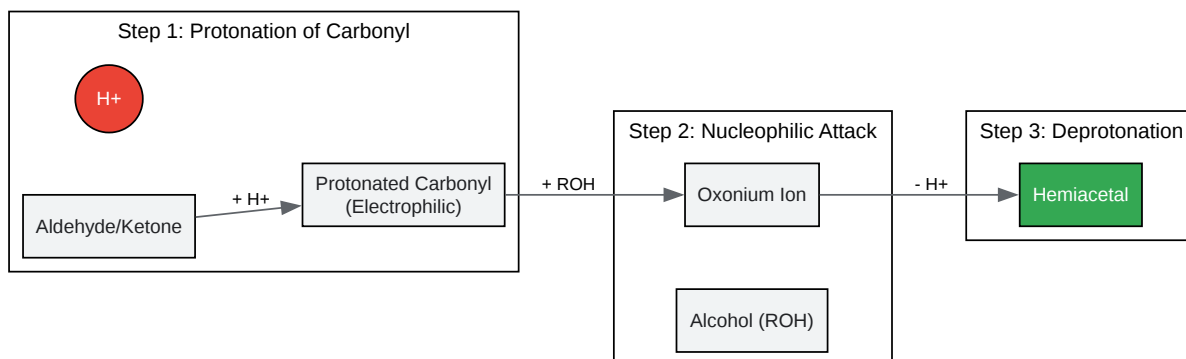 Step 1: Protonation of Carbonyl
H+
Aldehyde/Ketone
+ H+
Protonated Carbonyl
(Electrophilic)
+ ROH
Step 2: Nucleophilic Attack
Oxonium Ion
Alcohol (ROH)
- H+
Step 3: Deprotonation
Hemiacetal